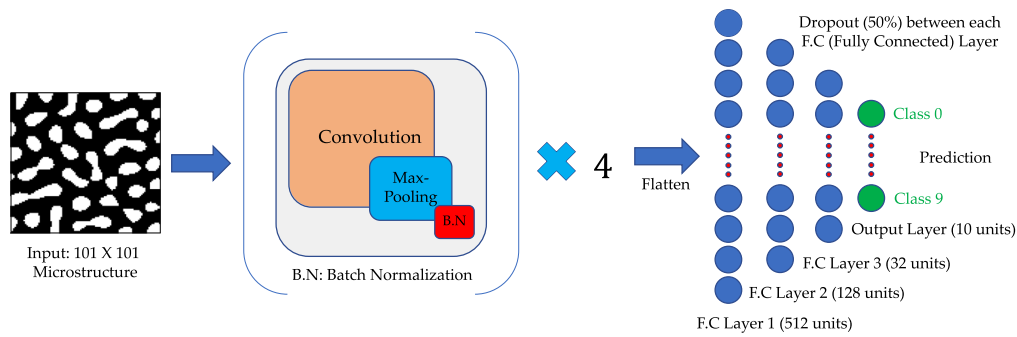 Input: 101 X 101
Microstructure
Convolution
Max-
Pooling
B.N
B.N: Batch Normalization
4
Flatten
Dropout (50%) between each
F.C (Fully Connected) Layer
Class 0
Prediction
Class 9
Output Layer (10 units)
F.C Layer 3 (32 units)
F.C Layer 2 (128 units)
F.C Layer 1 (512 units)